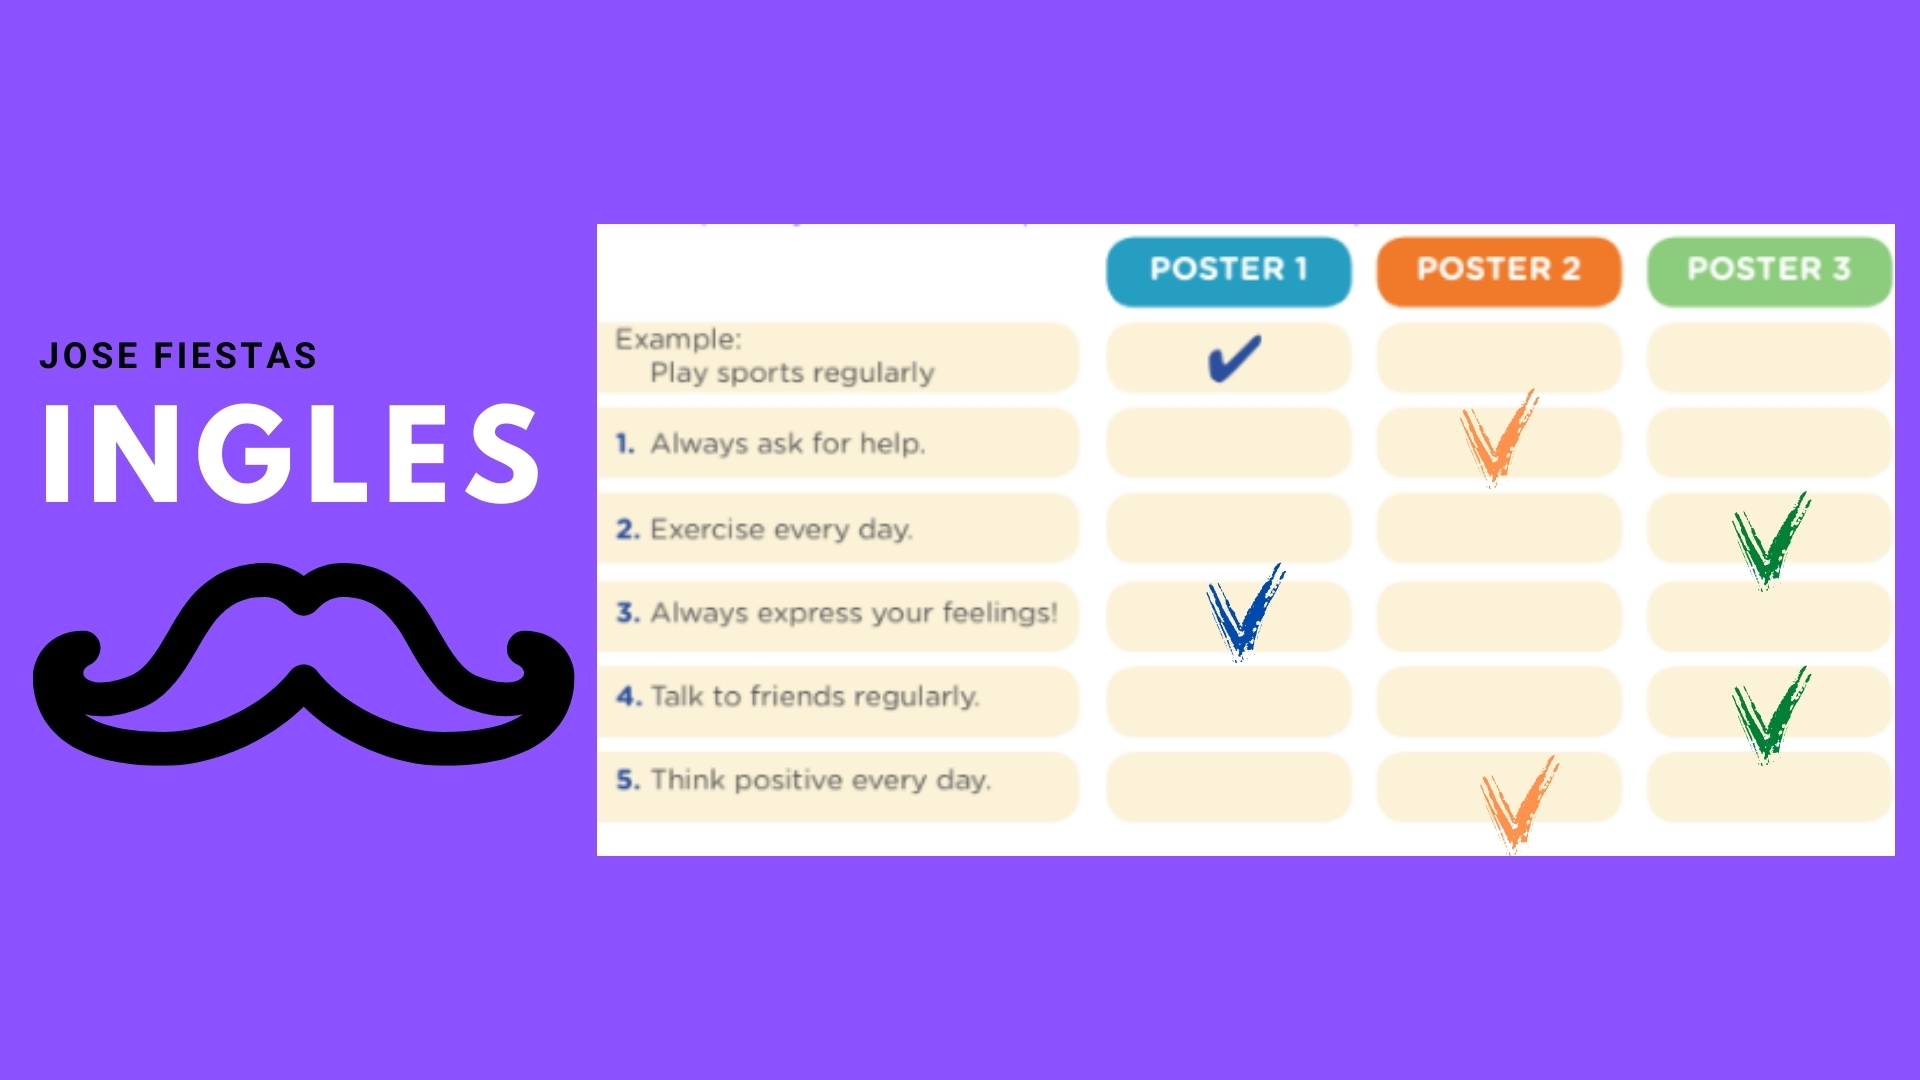 JOSE FIESTAS
INGLES
POSTER 1 POSTER 2 POSTER 3
Example:
Play sports regularly
1. Always ask for help.
2. Exercise every day.
3. Always express your feelings!
4. Talk to friends regularly.
5. Think positive every day.